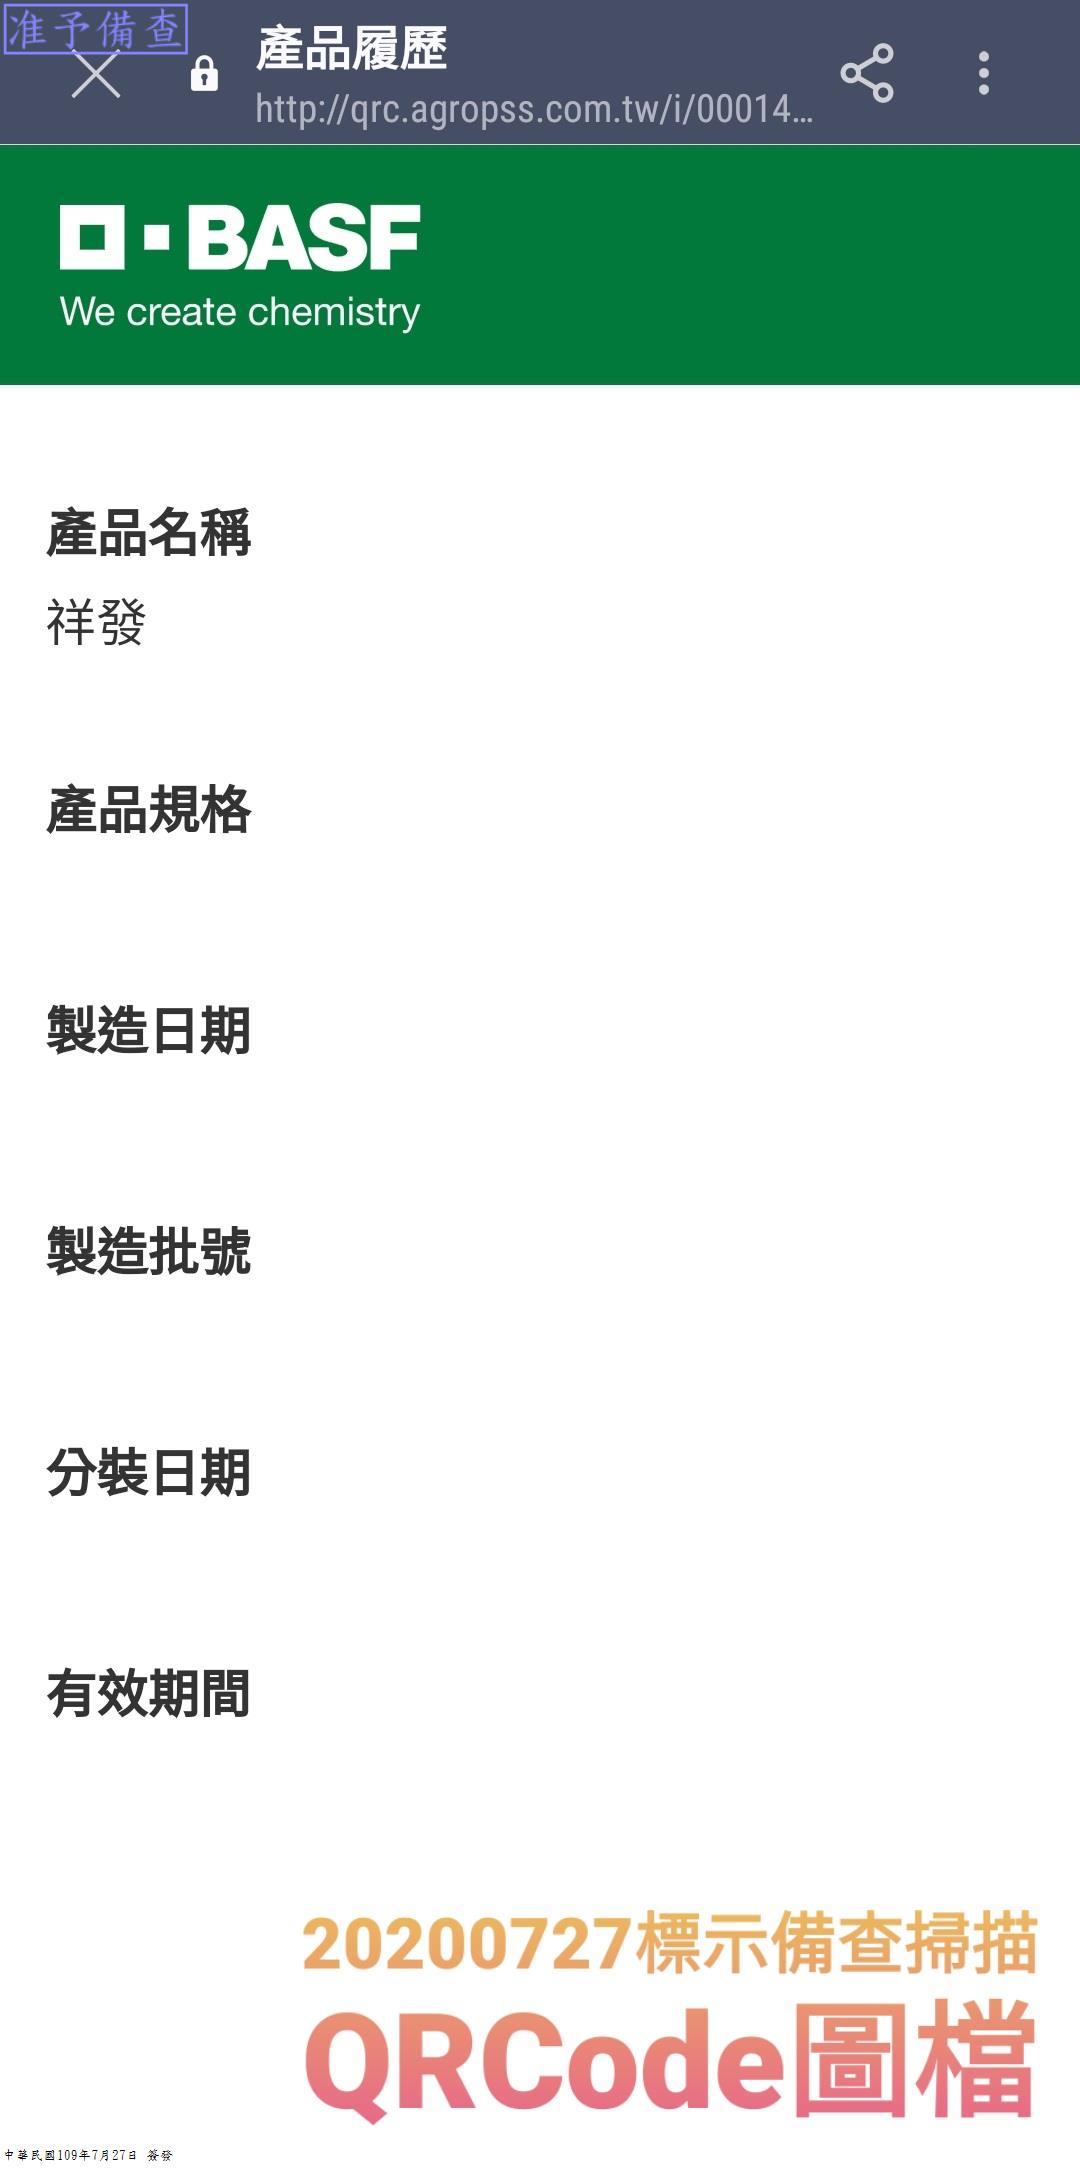 准予備查
產品履歷
http://qrc.agropss.com.tw/i/00014...
BASF
We create chemistry
產品名稱
祥發
產品規格
製造日期
製造批號
分裝日期
有效期間
20200727標示備查掃描
QRCode圖檔
中華民國109年7月27日 簽發